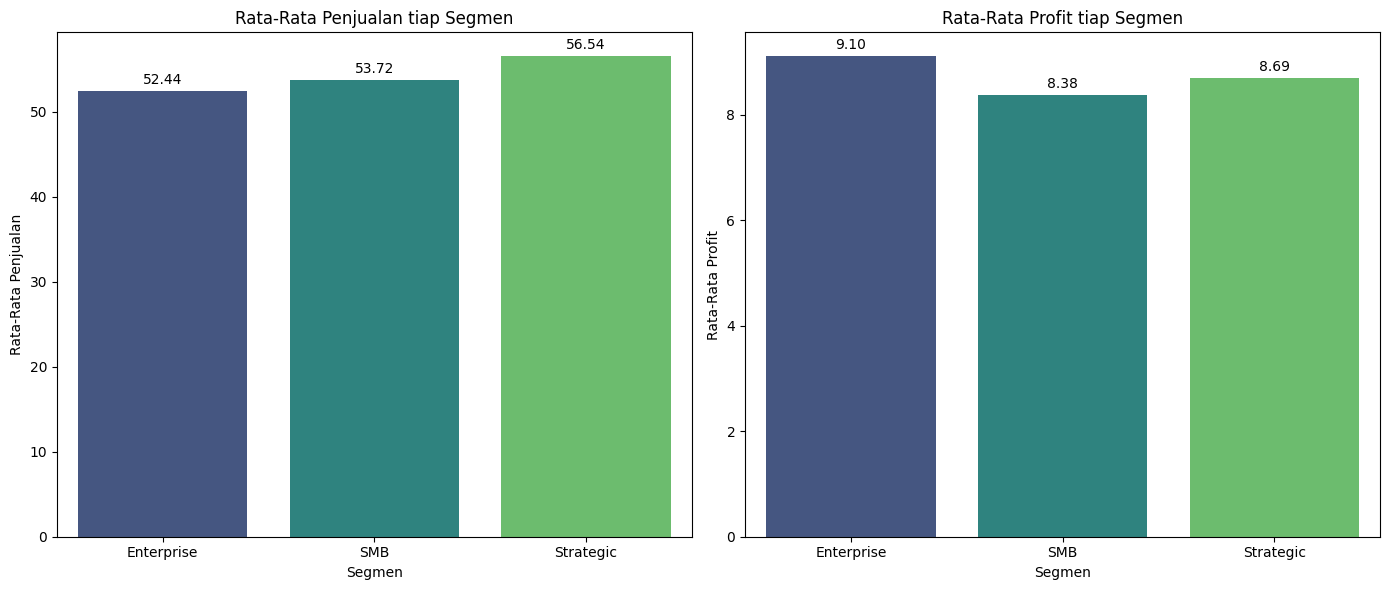 Rata-Rata Penjualan tiap Segmen
Rata-Rata Penjualan
50
40
30
20
10
0
52.44
53.72
56.54
Enterprise
SMB
Strategic
Segmen
Rata-Rata Profit tiap Segmen
Rata-Rata Profit
8
6
4
2
0
9.10
8.38
8.69
Enterprise
SMB
Strategic
Segmen